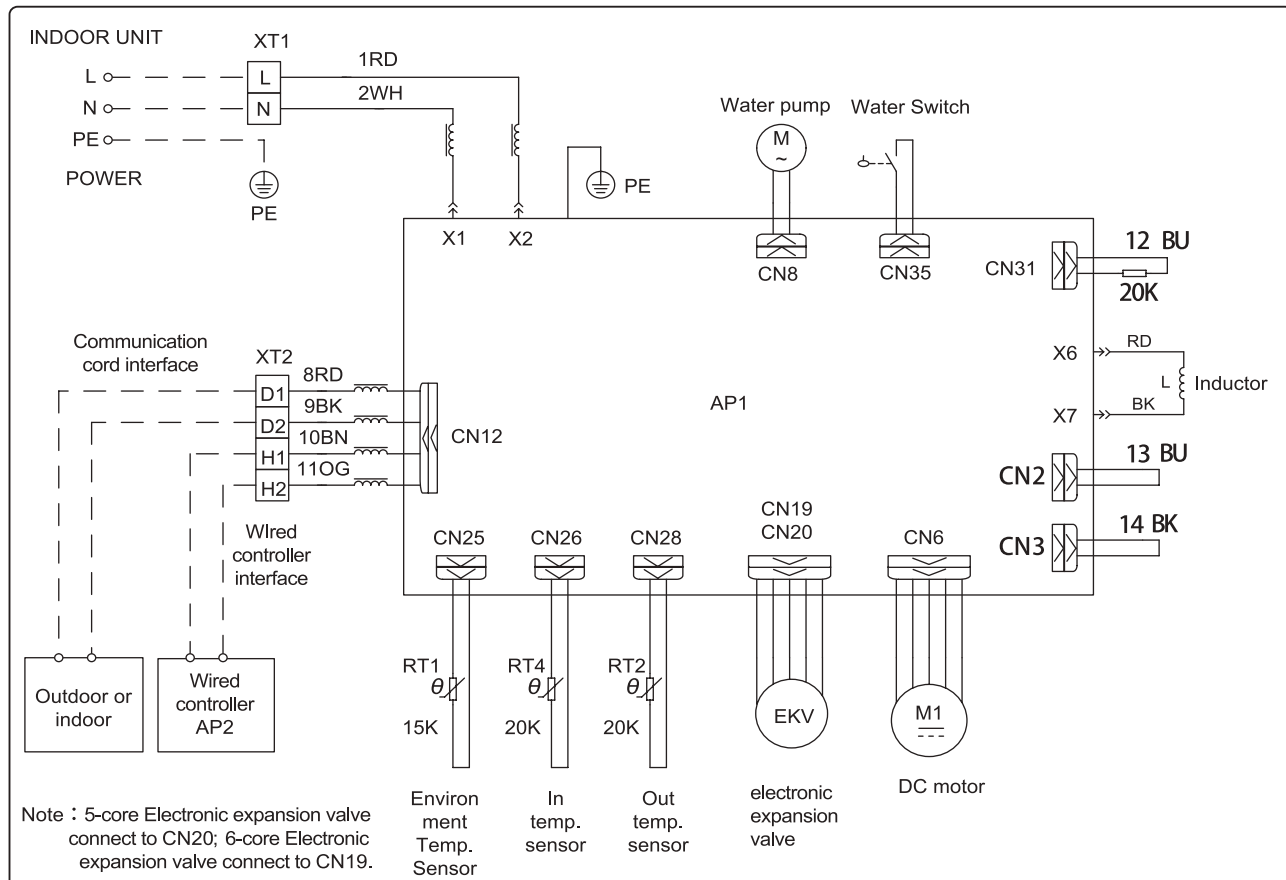 INDOOR UNIT
XT1
L
L
1RD
N
N
2WH
PE
POWER
PE
PE
X1
X2
Water pump
M
~
CN8
Water Switch
CN35
CN31
12 BU
20K
X6
RD
L
Inductor
X7
BK
AP1
CN2
13 BU
CN3
14 BK
Communication
cord interface
XT2
D1
8RD
D2
9BK
H1
10BN
H2
11OG
CN12
WIred
controller
interface
Outdoor or
indoor
Wired
controller
AP2
CN25
CN26
CN28
CN19
CN20
CN6
RT1
θ
15K
RT4
θ
20K
RT2
θ
20K
EKV
M1
Environ
ment
Temp.
Sensor
In
temp.
sensor
Out
temp.
sensor
electronic
expansion
valve
DC motor
Note：5-core Electronic expansion valve
connect to CN20; 6-core Electronic
expansion valve connect to CN19.